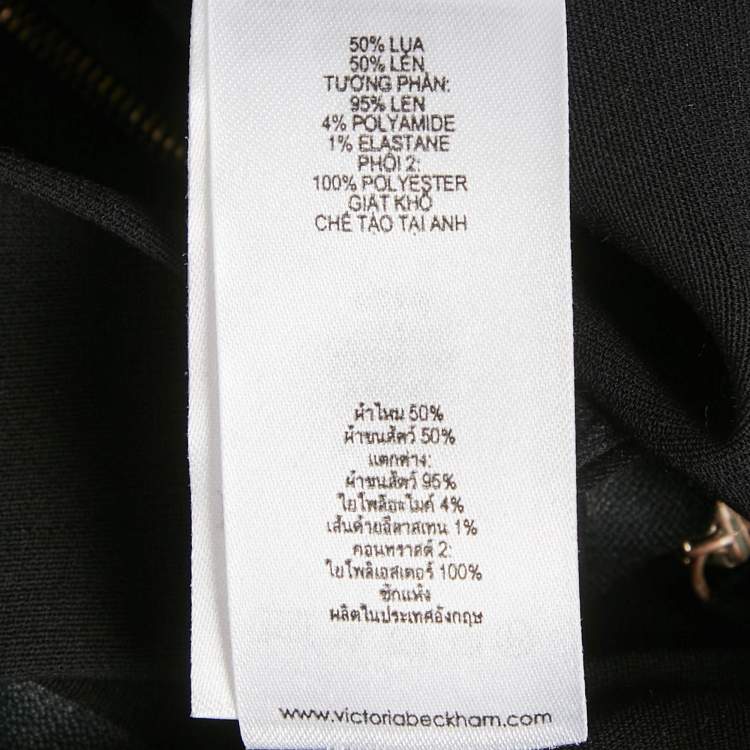 50% LỤA
50% LEN
TƯƠNG PHẢN:
95% LEN
4% POLYAMIDE
1% ELASTANE
PHỐI 2:
100% POLYESTER
GIẶT KHÔ
CHẾ TẠO TẠI ANH
ผ้าไหม 50%
ผ้าขนสัตว์ 50%
แตกต่าง:
ผ้าขนสัตว์ 95%
ใยโพลีอะไมด์ 4%
เส้นด้ายอีลาสเทน 1%
คอนทราสต์ 2:
ใยโพลิเอสเตอร์ 100%
ซักแห้ง
ผลิตในประเทศอังกฤษ
www.victoriabeckham.com